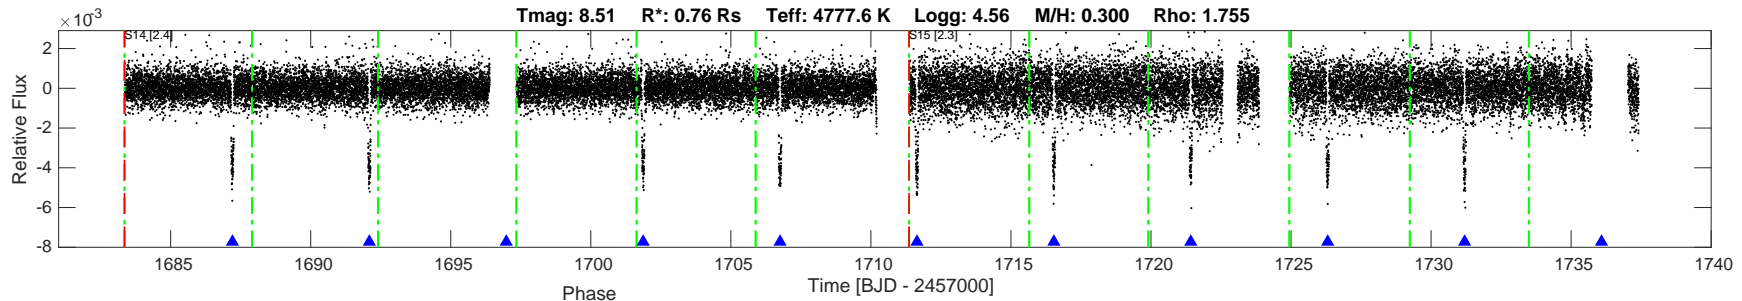 Tmag: 8.51 R*: 0.76 Rs Teff: 4777.6 K Logg: 4.56 M/H: 0.300 Rho: 1.755
×10⁻³
S14 [2.4]
S15 [2.3]
2
0
-2
-4
-6
-8
Relative Flux
1685 1690 1695 1700 1705 1710 1715 1720 1725 1730 1735 1740
Time [BJD - 2457000]
Phase